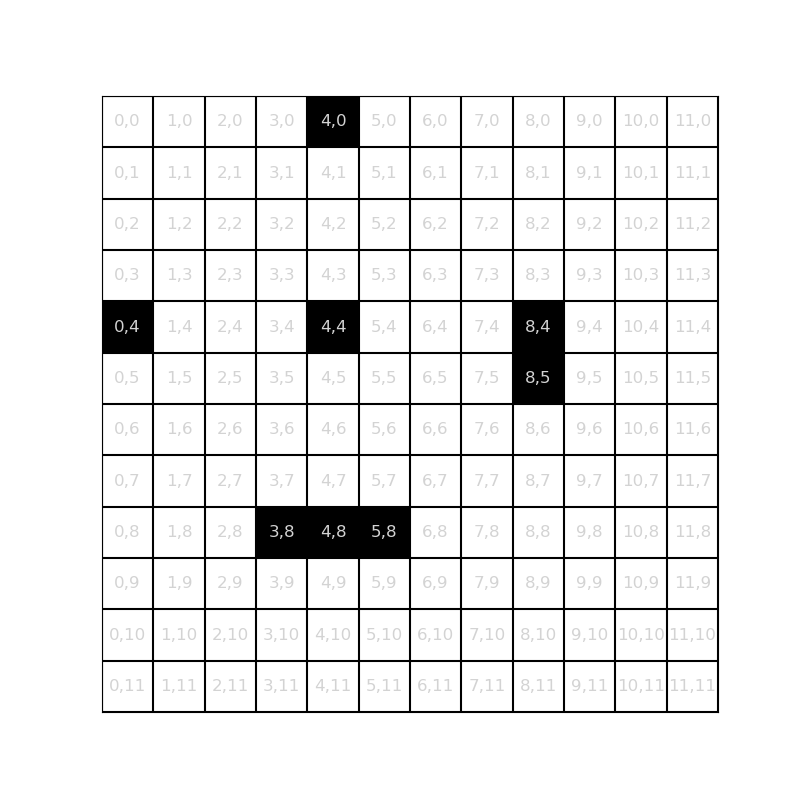 0,0 1,0 2,0 3,0 4,0 5,0 6,0 7,0 8,0 9,0 10,0 11,0
0,1 1,1 2,1 3,1 4,1 5,1 6,1 7,1 8,1 9,1 10,1 11,1
0,2 1,2 2,2 3,2 4,2 5,2 6,2 7,2 8,2 9,2 10,2 11,2
0,3 1,3 2,3 3,3 4,3 5,3 6,3 7,3 8,3 9,3 10,3 11,3
0,4 1,4 2,4 3,4 4,4 5,4 6,4 7,4 8,4 9,4 10,4 11,4
0,5 1,5 2,5 3,5 4,5 5,5 6,5 7,5 8,5 9,5 10,5 11,5
0,6 1,6 2,6 3,6 4,6 5,6 6,6 7,6 8,6 9,6 10,6 11,6
0,7 1,7 2,7 3,7 4,7 5,7 6,7 7,7 8,7 9,7 10,7 11,7
0,8 1,8 2,8 3,8 4,8 5,8 6,8 7,8 8,8 9,8 10,8 11,8
0,9 1,9 2,9 3,9 4,9 5,9 6,9 7,9 8,9 9,9 10,9 11,9
0,10 1,10 2,10 3,10 4,10 5,10 6,10 7,10 8,10 9,10 10,10 11,10
0,11 1,11 2,11 3,11 4,11 5,11 6,11 7,11 8,11 9,11 10,11 11,11